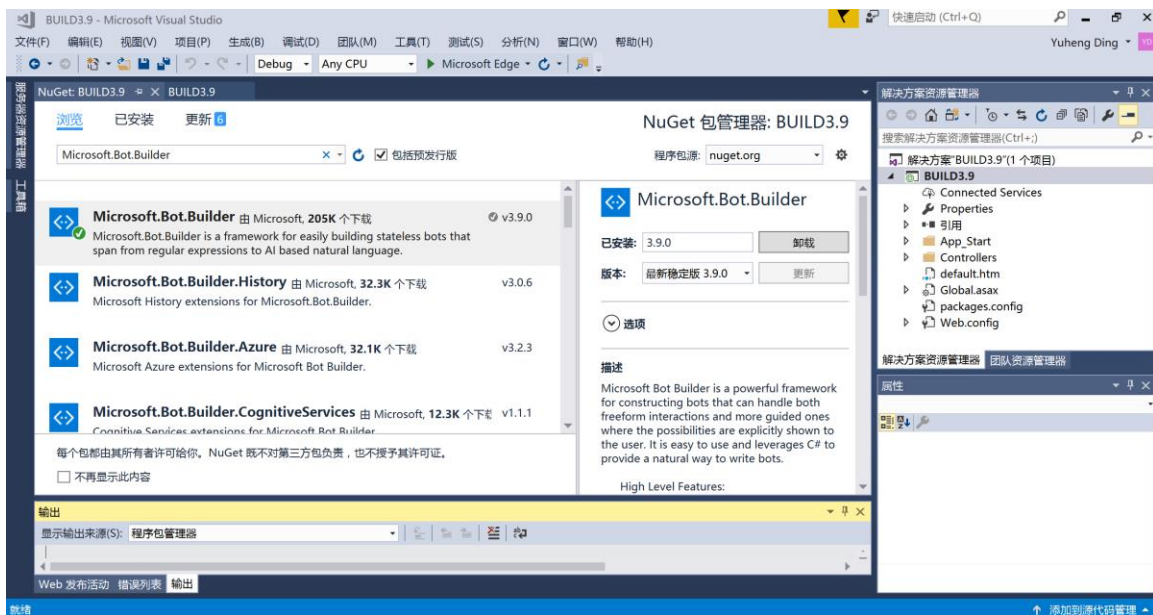 BUILD3.9 - Microsoft Visual Studio
快速启动 (Ctrl+Q)
文件(F) 编辑(E) 视图(V) 项目(P) 生成(B) 调试(D) 团队(M) 工具(T) 测试(S) 分析(N) 窗口(W) 帮助(H)
Yuheng Ding
YD
Debug Any CPU Microsoft Edge
服务器资源管理器
工具箱
NuGet: BUILD3.9 BUILD3.9
浏览 已安装 更新 6
NuGet 包管理器: BUILD3.9
Microsoft.Bot.Builder
包括预发行版
程序包源: nuget.org
Microsoft.Bot.Builder 由 Microsoft, 205K 个下载 v3.9.0
Microsoft.Bot.Builder is a framework for easily building stateless bots that
span from regular expressions to AI based natural language.
Microsoft.Bot.Builder.History 由 Microsoft, 32.3K 个下载 v3.0.6
Microsoft History extensions for Microsoft.Bot.Builder.
Microsoft.Bot.Builder.Azure 由 Microsoft, 32.1K 个下载 v3.2.3
Microsoft Azure extensions for Microsoft Bot Builder.
Microsoft.Bot.Builder.CognitiveServices 由 Microsoft, 12.3K 个下载 v1.1.1
Cognitive Services extensions for Microsoft Bot Builder
每个包都由其所有者许可给你。NuGet 既不对第三方包负责，也不授予其许可证。
不再显示此内容
Microsoft.Bot.Builder
已安装: 3.9.0 卸载
版本: 最新稳定版 3.9.0 更新
选项
描述
Microsoft Bot Builder is a powerful framework
for constructing bots that can handle both
freeform interactions and more guided ones
where the possibilities are explicitly shown to
the user. It is easy to use and leverages C# to
provide a natural way to write bots.
High Level Features:
解决方案资源管理器
搜索解决方案资源管理器(Ctrl+;)
解决方案"BUILD3.9"(1 个项目)
BUILD3.9
Connected Services
Properties
引用
App_Start
Controllers
default.htm
Global.asax
packages.config
Web.config
解决方案资源管理器 团队资源管理器
属性
输出
显示输出来源(S): 程序包管理器
Web 发布活动 错误列表 输出
就绪
添加到源代码管理